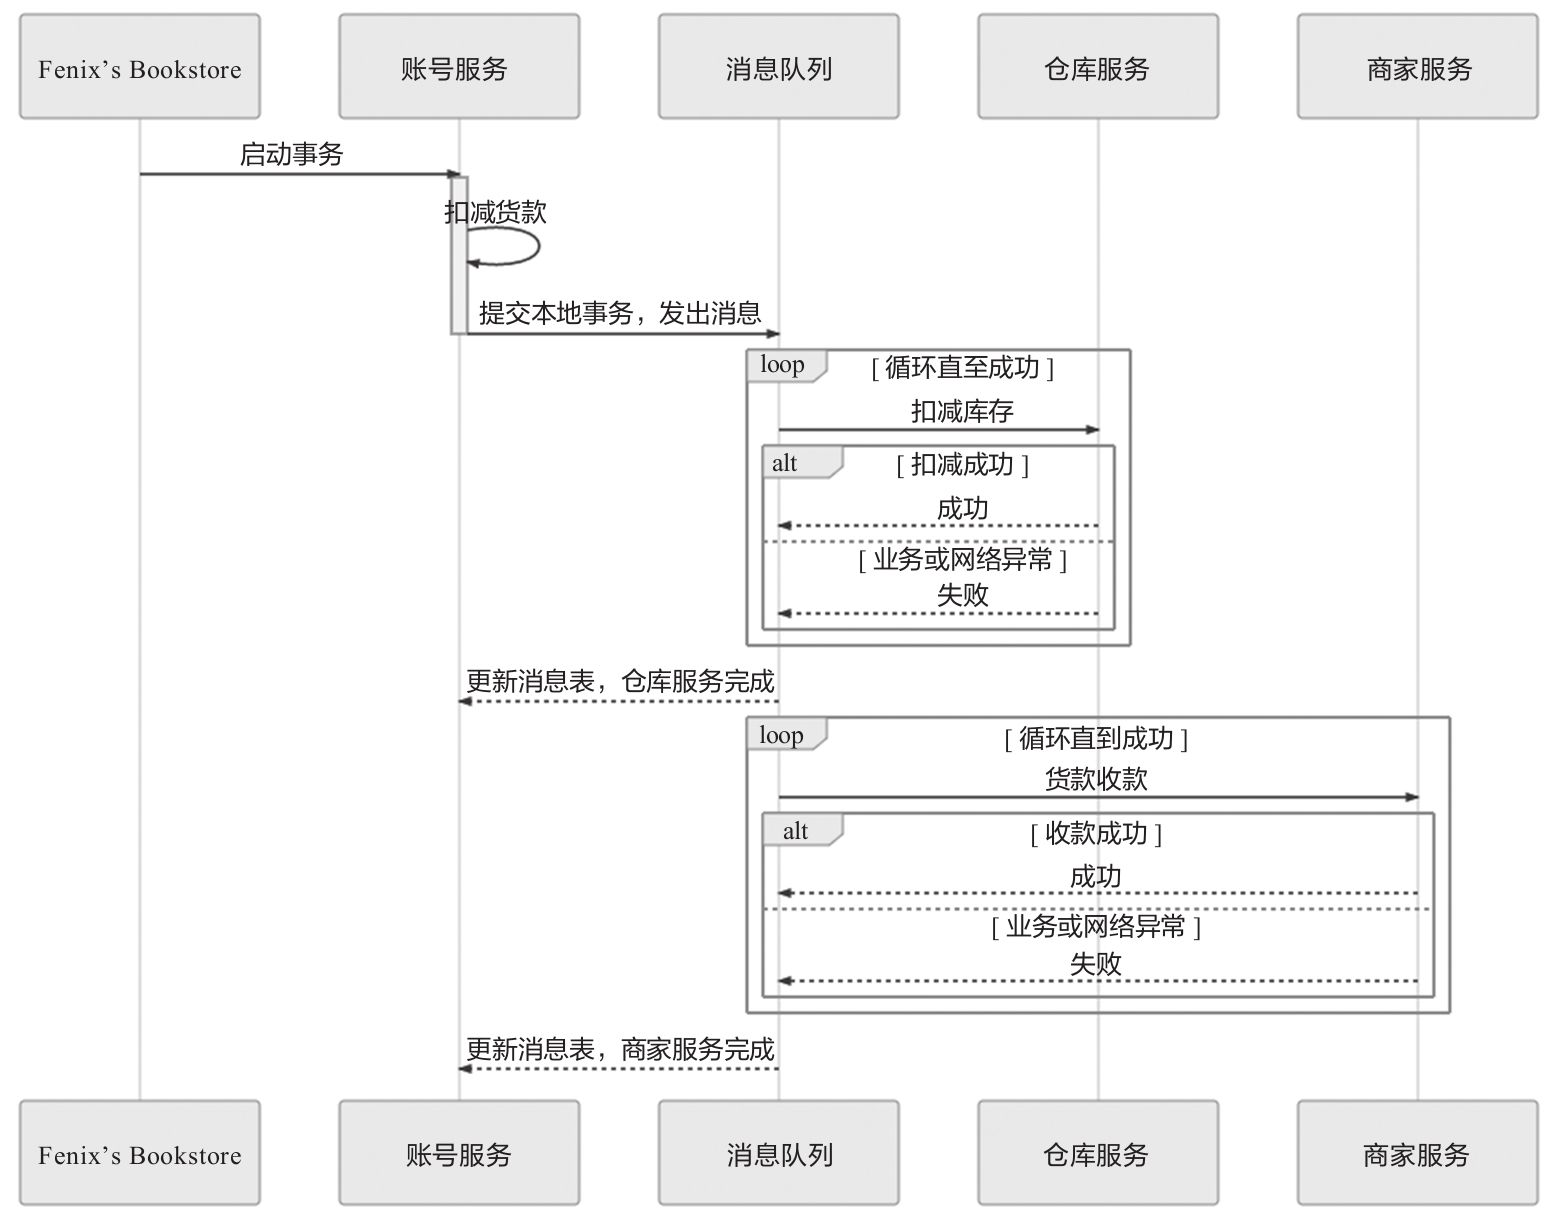 Fenix’s Bookstore
账号服务
消息队列
仓库服务
商家服务
启动事务
扣减货款
提交本地事务，发出消息
loop
[ 循环直至成功 ]
扣减库存
alt
[ 扣减成功 ]
成功
[ 业务或网络异常 ]
失败
更新消息表，仓库服务完成
loop
[ 循环直到成功 ]
货款收款
alt
[ 收款成功 ]
成功
[ 业务或网络异常 ]
失败
更新消息表，商家服务完成
Fenix’s Bookstore
账号服务
消息队列
仓库服务
商家服务